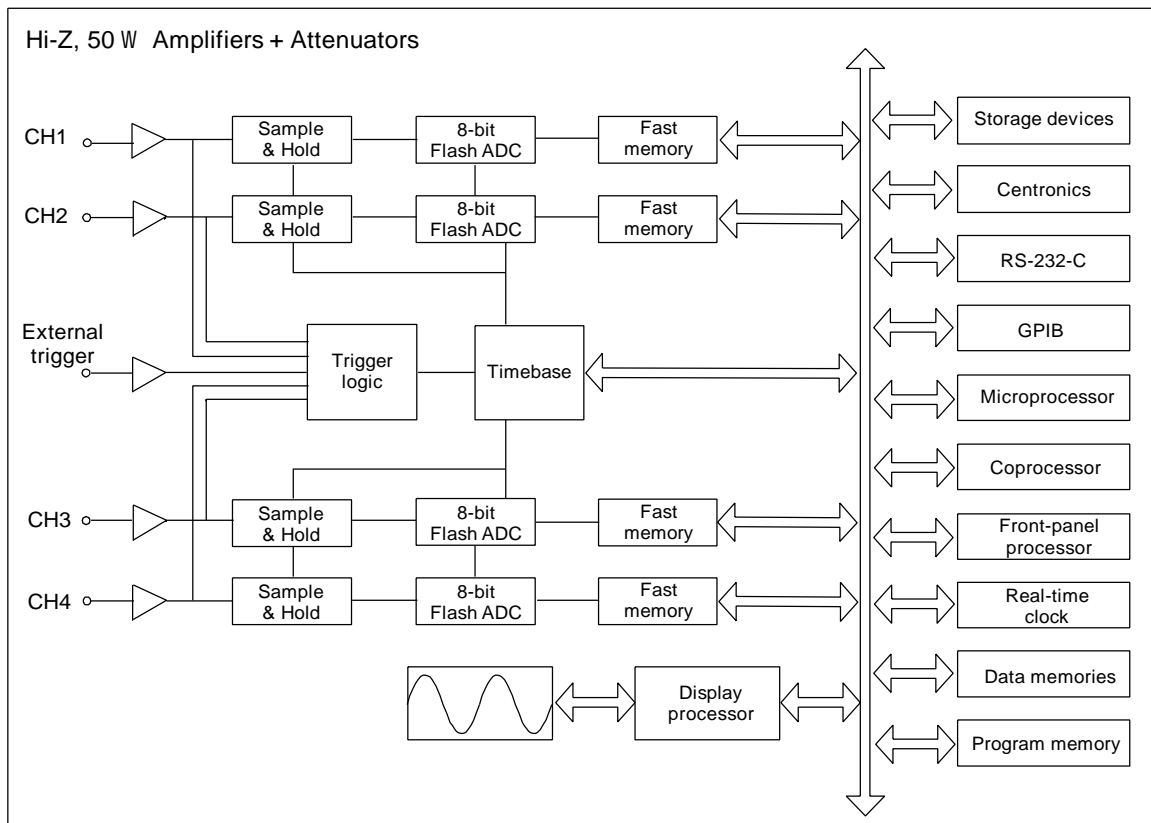 Hi-Z, 50 W Amplifiers + Attenuators
CH1
Sample
& Hold
8-bit
Flash ADC
Fast
memory
CH2
Sample
& Hold
8-bit
Flash ADC
Fast
memory
External
trigger
Trigger
logic
Timebase
CH3
Sample
& Hold
8-bit
Flash ADC
Fast
memory
CH4
Sample
& Hold
8-bit
Flash ADC
Fast
memory
Display
processor
Storage devices
Centronics
RS-232-C
GPIB
Microprocessor
Coprocessor
Front-panel
processor
Real-time
clock
Data memories
Program memory